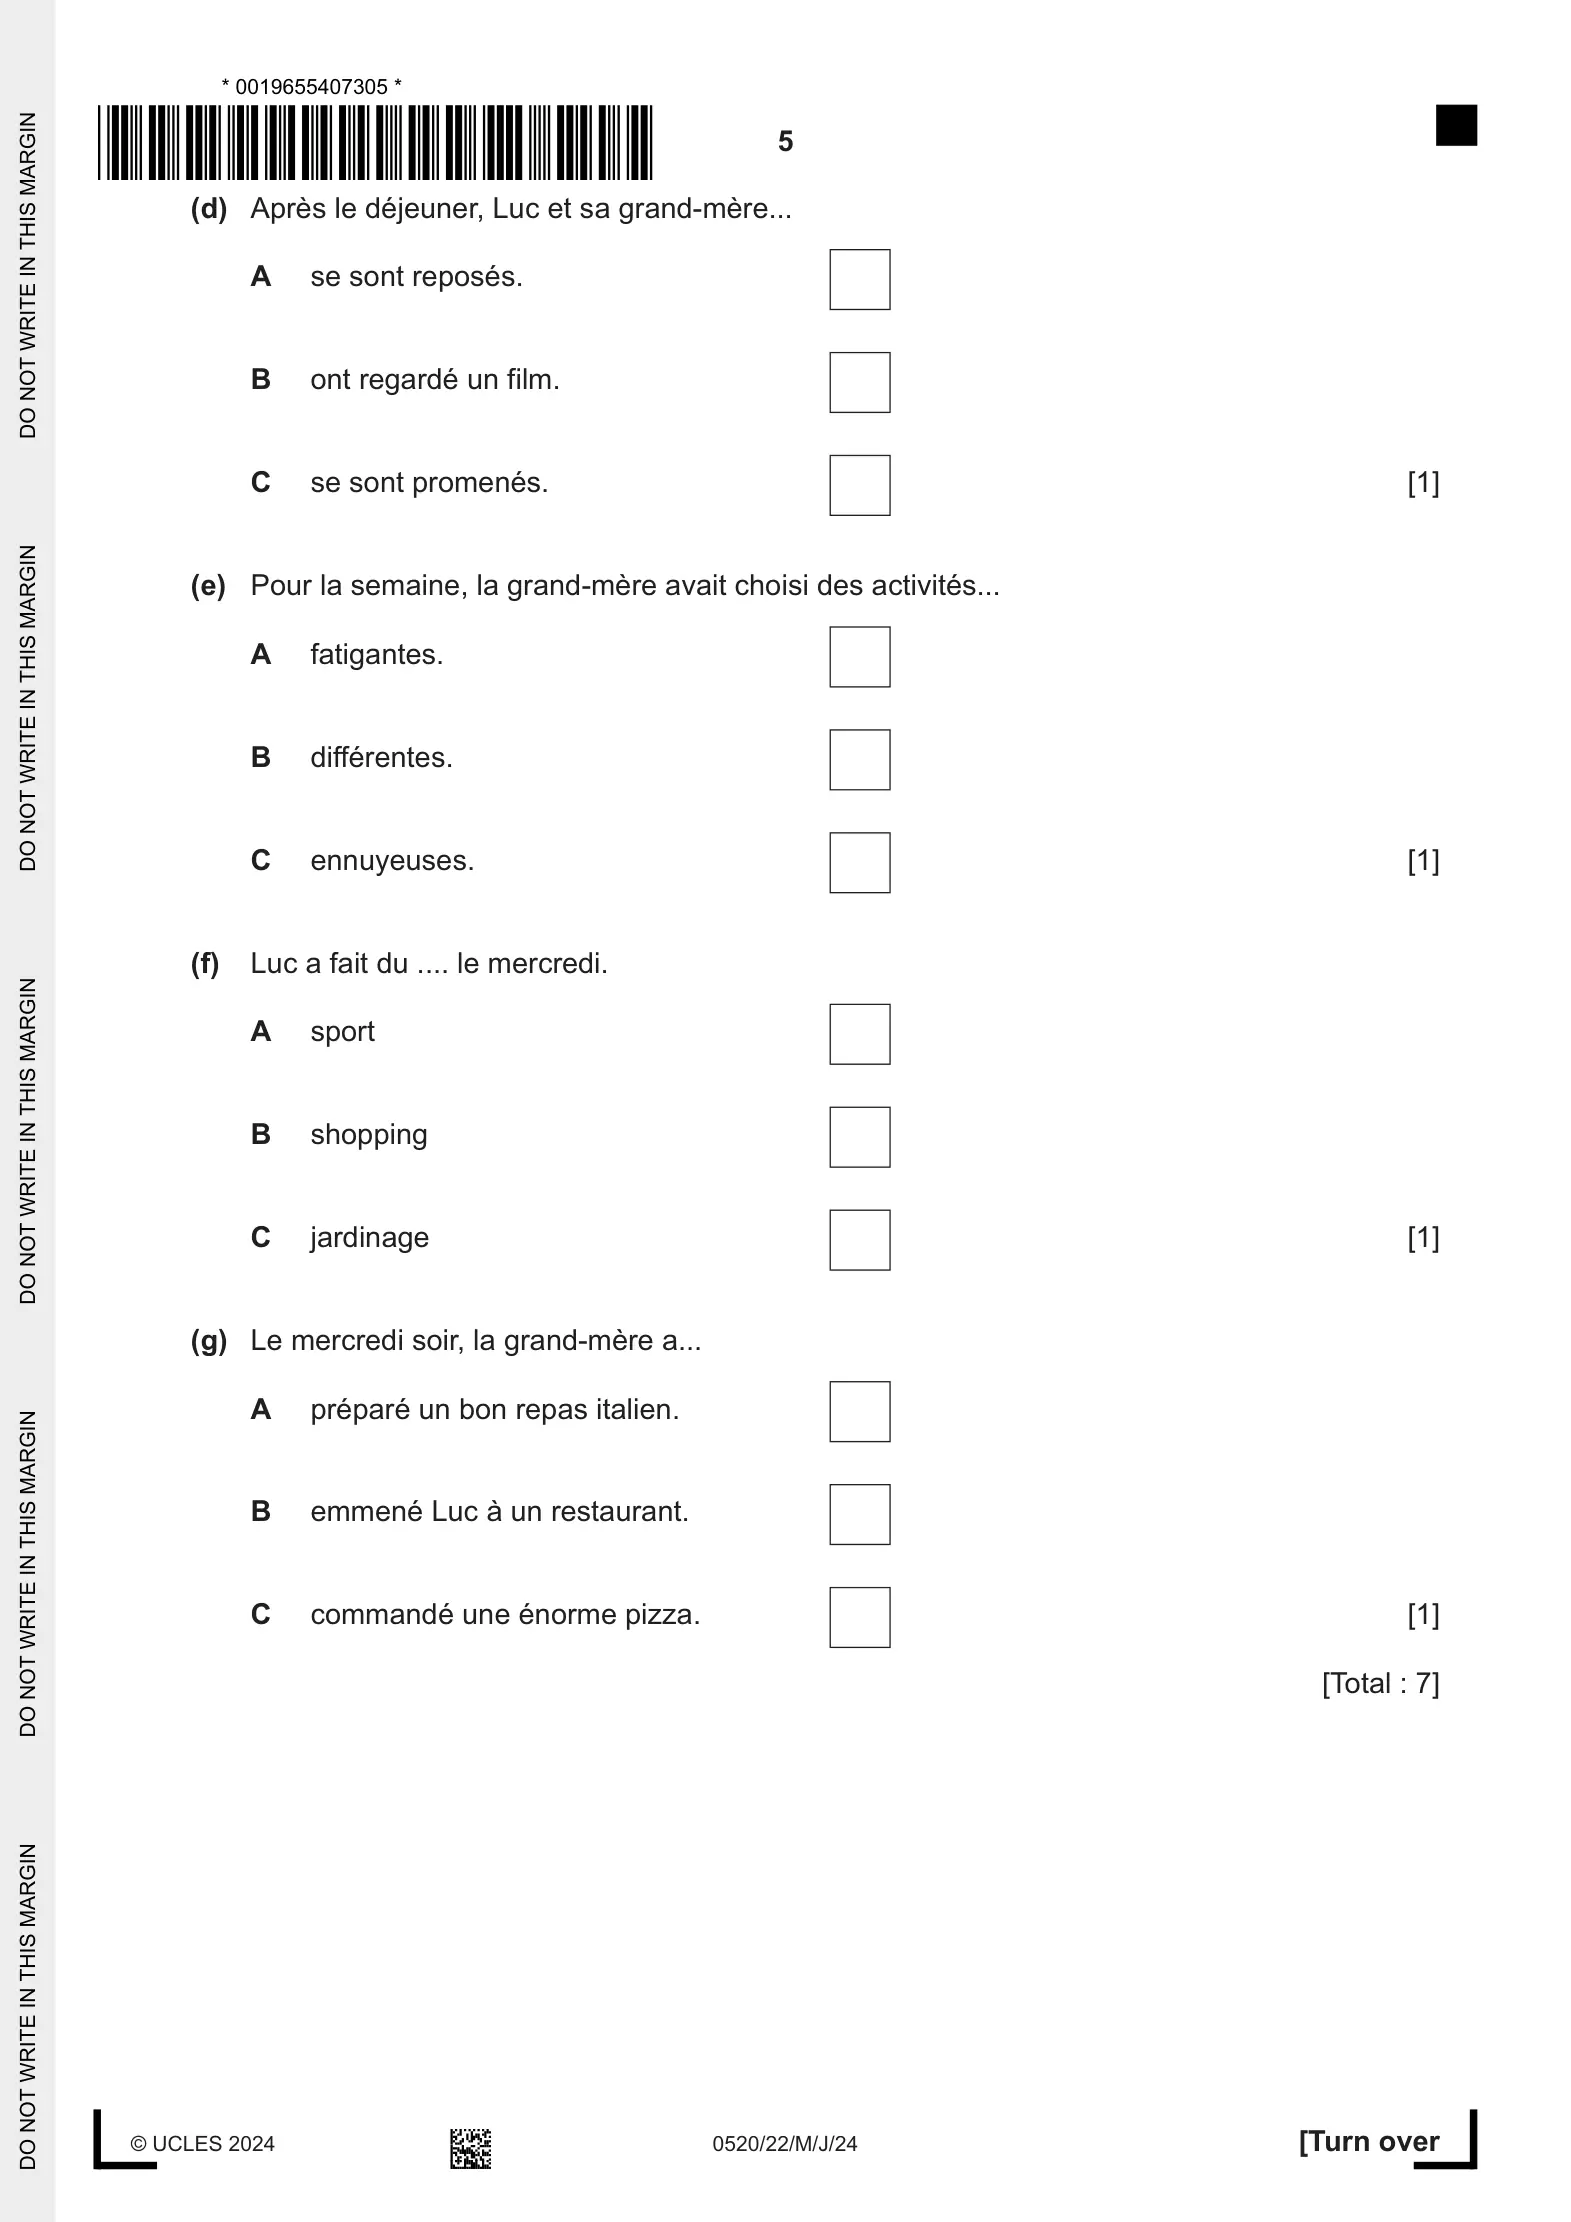 * 0019655407305 *
5
(d) Après le déjeuner, Luc et sa grand-mère...
A se sont reposés.
B ont regardé un film.
C se sont promenés. [1]
(e) Pour la semaine, la grand-mère avait choisi des activités...
A fatigantes.
B différentes.
C ennuyeuses. [1]
(f) Luc a fait du .... le mercredi.
A sport
B shopping
C jardinage [1]
(g) Le mercredi soir, la grand-mère a...
A préparé un bon repas italien.
B emmené Luc à un restaurant.
C commandé une énorme pizza. [1]
[Total : 7]
© UCLES 2024
0520/22/M/J/24
[Turn over
DO NOT WRITE IN THIS MARGIN
DO NOT WRITE IN THIS MARGIN
DO NOT WRITE IN THIS MARGIN
DO NOT WRITE IN THIS MARGIN
DO NOT WRITE IN THIS MARGIN